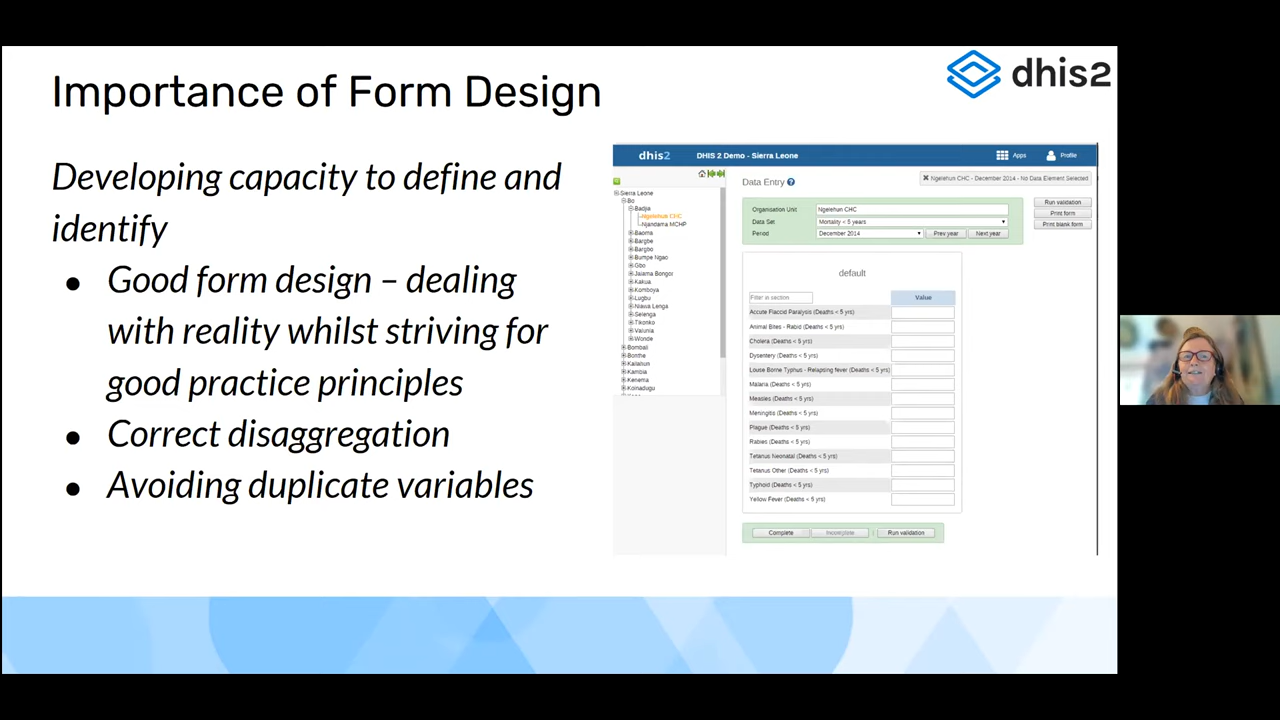 Importance of Form Design
dhis2
Developing capacity to define and
identify
● Good form design – dealing
with reality whilst striving for
good practice principles
● Correct disaggregation
● Avoiding duplicate variables
dhis2 DHIS 2 Demo - Sierra Leone Apps Profile
Sierra Leone
Bo
Badjia
Ngelehun CHC
Njandama MCHP
Baoma
Bargbe
Bargbo
Bumpe Ngao
Gbo
Jaiama Bongor
Kakua
Komboya
Lugbu
Niawa Lenga
Selenga
Tikonko
Valunia
Wonde
Bombali
Bonthe
Kailahun
Kambia
Kenema
Koinadugu
Data Entry
Ngelehun CHC - December 2014 - No Data Element Selected
Organisation Unit Ngelehun CHC
Data Set Mortality < 5 years
Period December 2014 Prev year Next year
Run validation
Print form
Print blank form
default
Filter in section Value
Accute Flaccid Paralysis (Deaths < 5 yrs)
Animal Bites - Rabid (Deaths < 5 yrs)
Cholera (Deaths < 5 yrs)
Dysentery (Deaths < 5 yrs)
Louse Borne Typhus - Relapsing fever (Deaths < 5 yrs)
Malaria (Deaths < 5 yrs)
Measles (Deaths < 5 yrs)
Meningitis (Deaths < 5 yrs)
Plague (Deaths < 5 yrs)
Rabies (Deaths < 5 yrs)
Tetanus Neonatal (Deaths < 5 yrs)
Tetanus Other (Deaths < 5 yrs)
Typhoid (Deaths < 5 yrs)
Yellow Fever (Deaths < 5 yrs)
Complete Incomplete Run validation